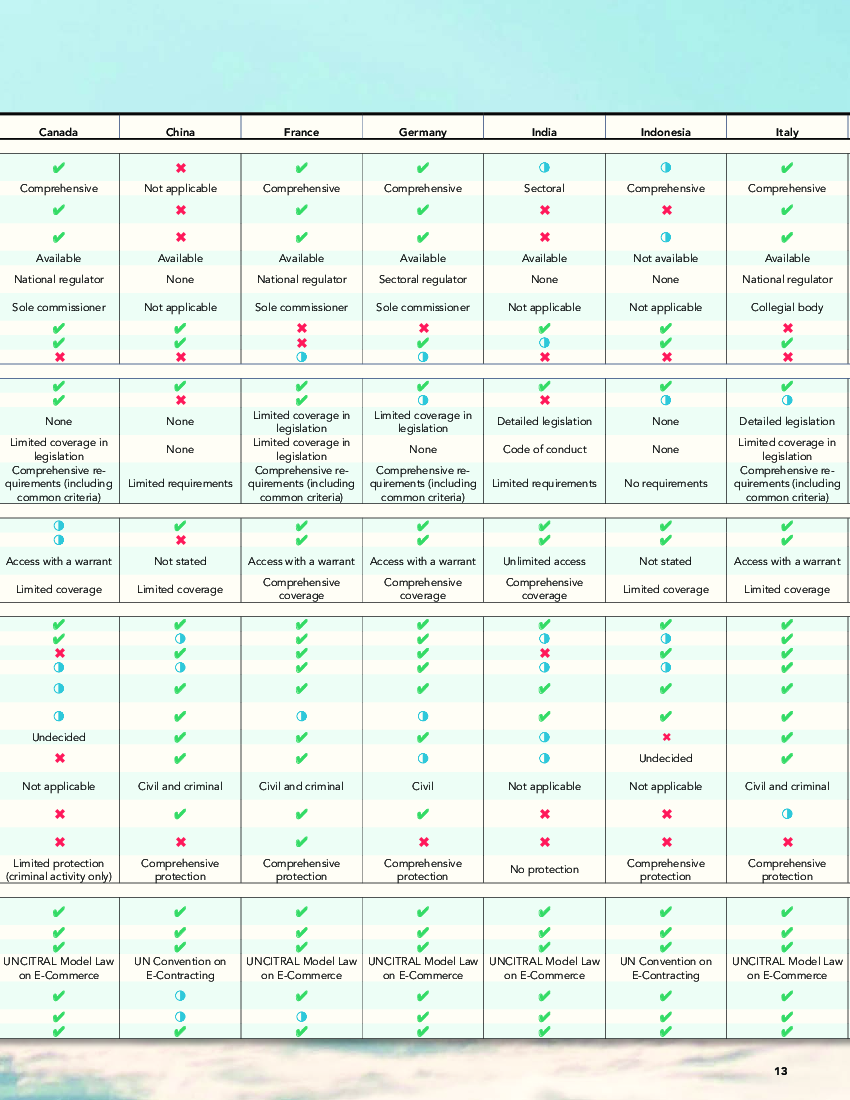 Canada China France Germany India Indonesia Italy
✔ ✖ ✔ ✔ ◑ ◑ ✔
Comprehensive Not applicable Comprehensive Comprehensive Sectoral Comprehensive Comprehensive
✔ ✖ ✔ ✔ ✖ ✖ ✔
✔ ✖ ✔ ✔ ✖ ◑ ✔
Available Available Available Available Available Not available Available
National regulator None National regulator Sectoral regulator None None National regulator
Sole commissioner Not applicable Sole commissioner Sole commissioner Not applicable Not applicable Collegial body
✔ ✔ ✖ ✖ ✔ ✔ ✖
✔ ✔ ✖ ✔ ◑ ✔ ✔
✖ ✖ ◑ ◑ ✖ ✖ ✖
✔ ✔ ✔ ✔ ✔ ✔ ✔
✔ ✖ ✔ ◑ ✖ ◑ ◑
None None Limited coverage in legislation Limited coverage in legislation Detailed legislation None Detailed legislation
Limited coverage in legislation None Limited coverage in legislation None Code of conduct None Limited coverage in legislation
Comprehensive re-quirements (including common criteria) Limited requirements Comprehensive re-quirements (including common criteria) Comprehensive re-quirements (including common criteria) Limited requirements No requirements Comprehensive re-quirements (including common criteria)
◑ ✔ ✔ ✔ ✔ ✔ ✔
◑ ✖ ✔ ✔ ✔ ✔ ✔
Access with a warrant Not stated Access with a warrant Access with a warrant Unlimited access Not stated Access with a warrant
Limited coverage Limited coverage Comprehensive coverage Comprehensive coverage Comprehensive coverage Limited coverage Limited coverage
✔ ✔ ✔ ✔ ✔ ✔ ✔
✔ ◑ ✔ ✔ ◑ ◑ ✔
✖ ✔ ✔ ✔ ✖ ✔ ✔
◑ ◑ ✔ ✔ ◑ ◑ ✔
◑ ✔ ✔ ✔ ✔ ✔ ✔
◑ ✔ ◑ ◑ ✔ ✔ ✔
Undecided ✔ ✔ ✔ ◑ ✖ ✔
✖ ✔ ✔ ◑ ◑ Undecided ✔
Not applicable Civil and criminal Civil and criminal Civil Not applicable Not applicable Civil and criminal
✖ ✔ ✔ ✔ ✖ ✖ ◑
✖ ✖ ✔ ✖ ✖ ✖ ✖
Limited protection (criminal activity only) Comprehensive protection Comprehensive protection Comprehensive protection No protection Comprehensive protection Comprehensive protection
✔ ✔ ✔ ✔ ✔ ✔ ✔
✔ ✔ ✔ ✔ ✔ ✔ ✔
✔ ✔ ✔ ✔ ✔ ✔ ✔
UNCITRAL Model Law on E-Commerce UN Convention on E-Contracting UNCITRAL Model Law on E-Commerce UNCITRAL Model Law on E-Commerce UNCITRAL Model Law on E-Commerce UN Convention on E-Contracting UNCITRAL Model Law on E-Commerce
✔ ◑ ✔ ✔ ✔ ✔ ✔
✔ ◑ ◑ ✔ ✔ ✔ ✔
✔ ✔ ✔ ✔ ✔ ✔ ✔
13